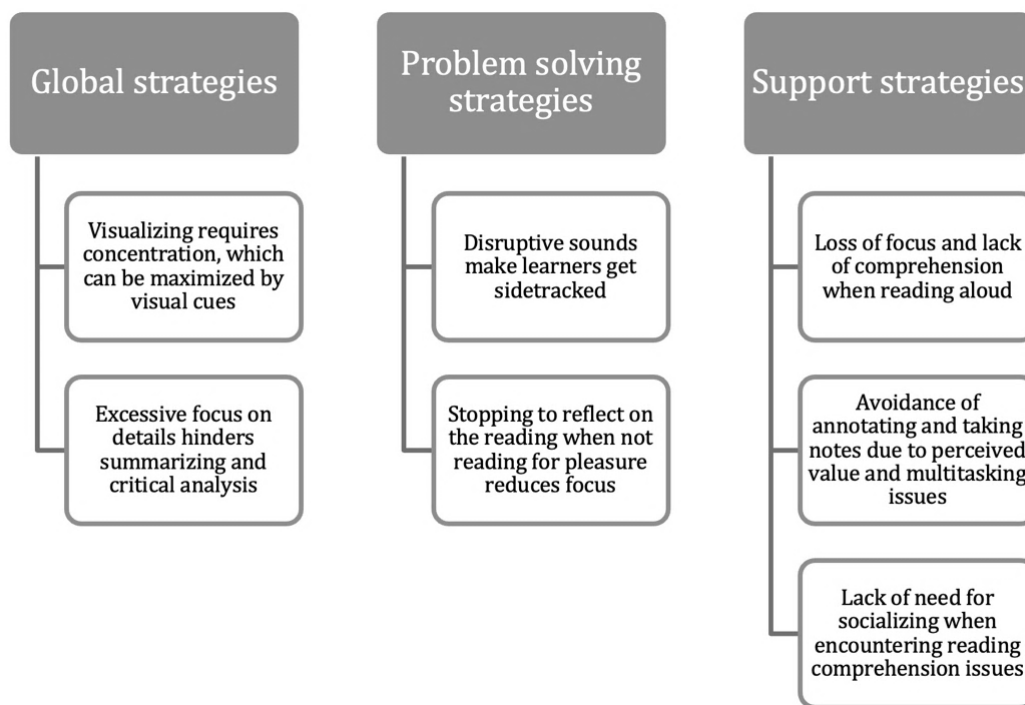 Global strategies
Visualizing requires
concentration, which
can be maximized by
visual cues
Excessive focus on
details hinders
summarizing and
critical analysis
Problem solving
strategies
Disruptive sounds
make learners get
sidetracked
Stopping to reflect on
the reading when not
reading for pleasure
reduces focus
Support strategies
Loss of focus and lack
of comprehension
when reading aloud
Avoidance of
annotating and taking
notes due to perceived
value and multitasking
issues
Lack of need for
socializing when
encountering reading
comprehension issues